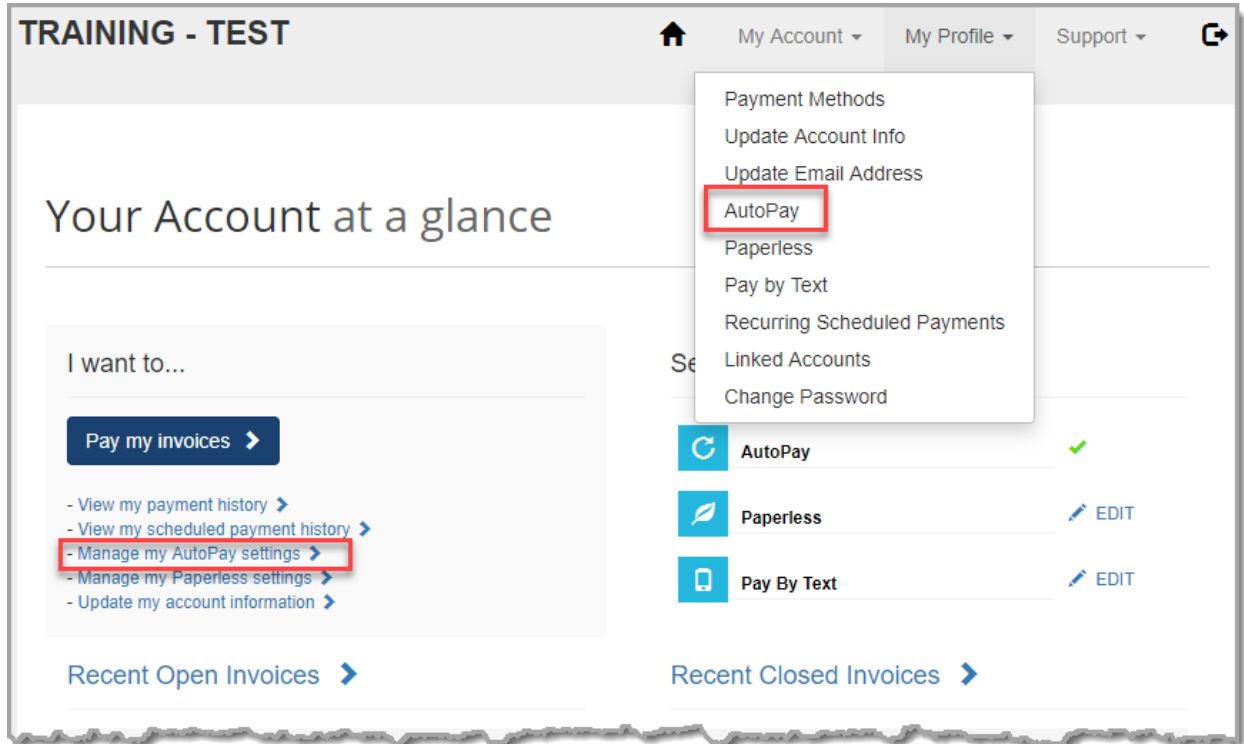 TRAINING - TEST
My Account
My Profile
Support
Payment Methods
Update Account Info
Update Email Address
AutoPay
Paperless
Pay by Text
Recurring Scheduled Payments
Linked Accounts
Change Password
Your Account at a glance
I want to...
Pay my invoices
- View my payment history
- View my scheduled payment history
- Manage my AutoPay settings
- Manage my Paperless settings
- Update my account information
AutoPay
Paperless
EDIT
Pay By Text
EDIT
Recent Open Invoices
Recent Closed Invoices